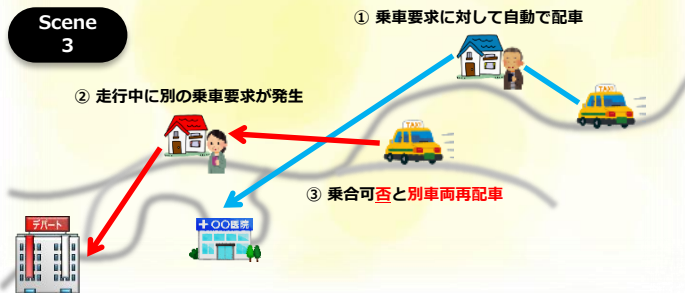 Scene
3
① 乗車要求に対して自動で配車
② 走行中に別の乗車要求が発生
TAXI
TAXI
③ 乗合可否と別車両再配車
デパート
〇〇医院